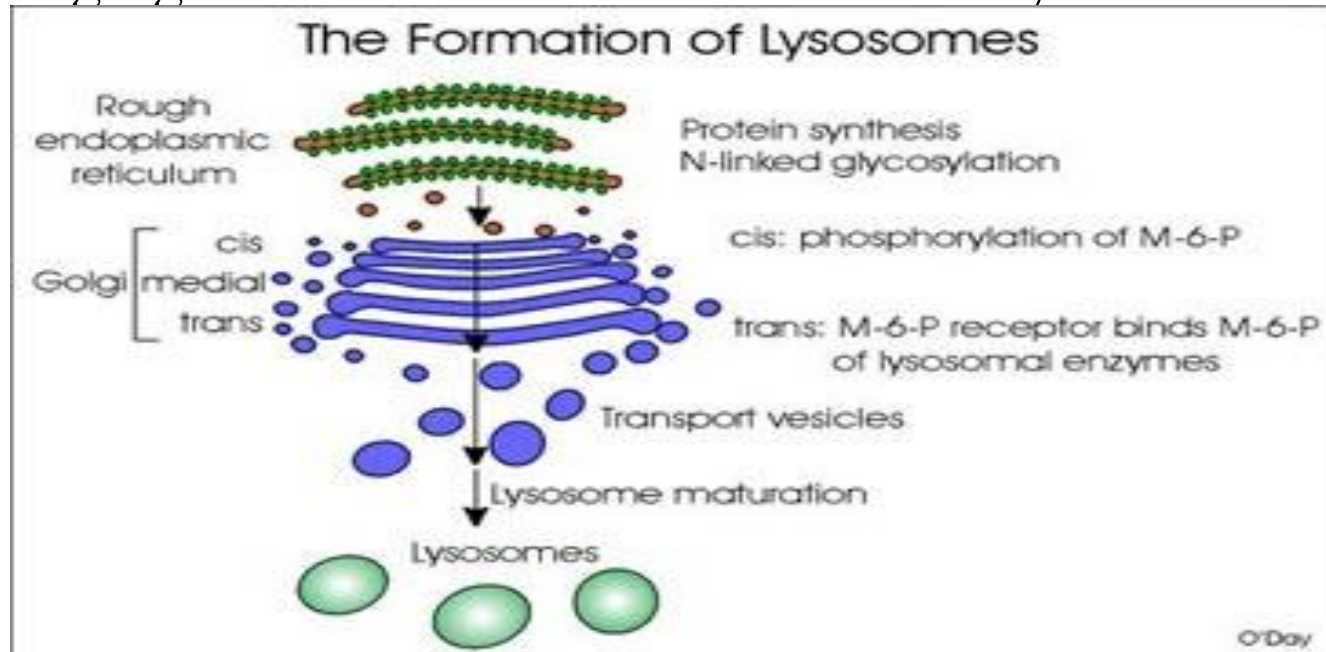 The Formation of Lysosomes
Rough
endoplasmic
reticulum
Protein synthesis
N-linked glycosylation
cis
Golgi medial
trans
cis: phosphorylation of M-6-P
trans: M-6-P receptor binds M-6-P
of lysosomal enzymes
Transport vesicles
Lysosome maturation
Lysosomes
O'Day